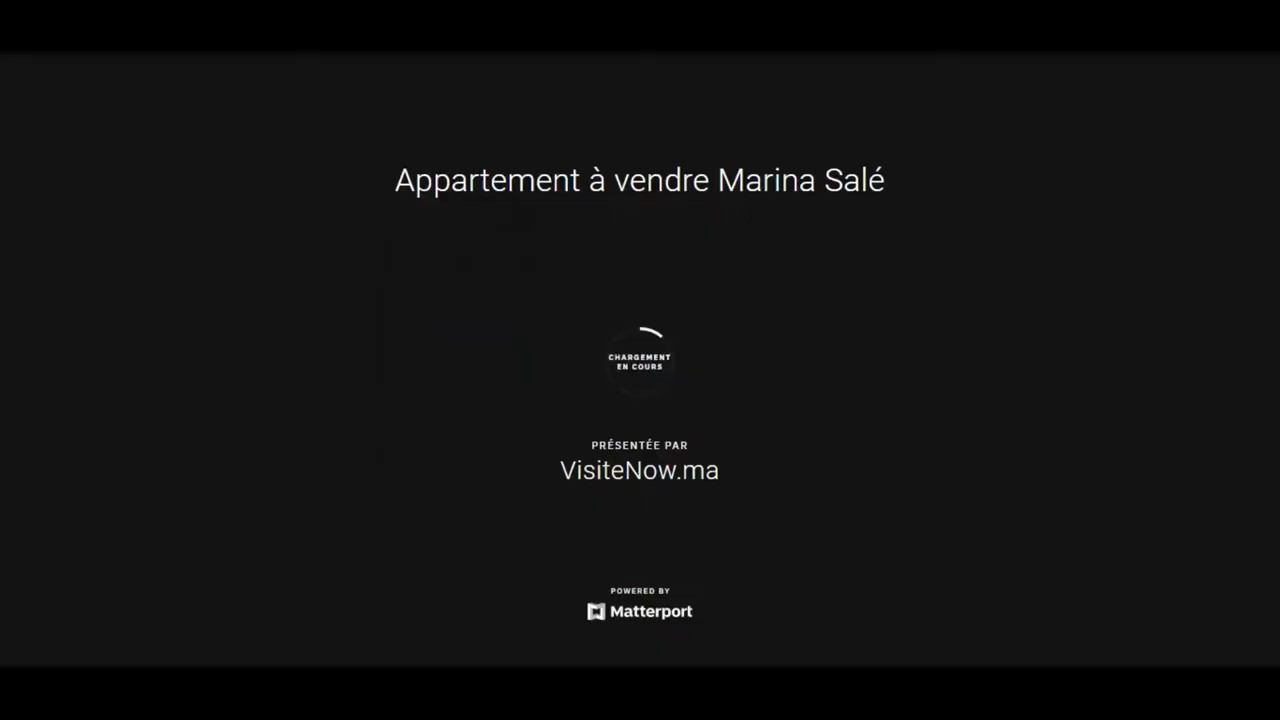 Appartement à vendre Marina Salé
CHARGEMENT
EN COURS
PRÉSENTÉE PAR
VisiteNow.ma
POWERED BY
Matterport